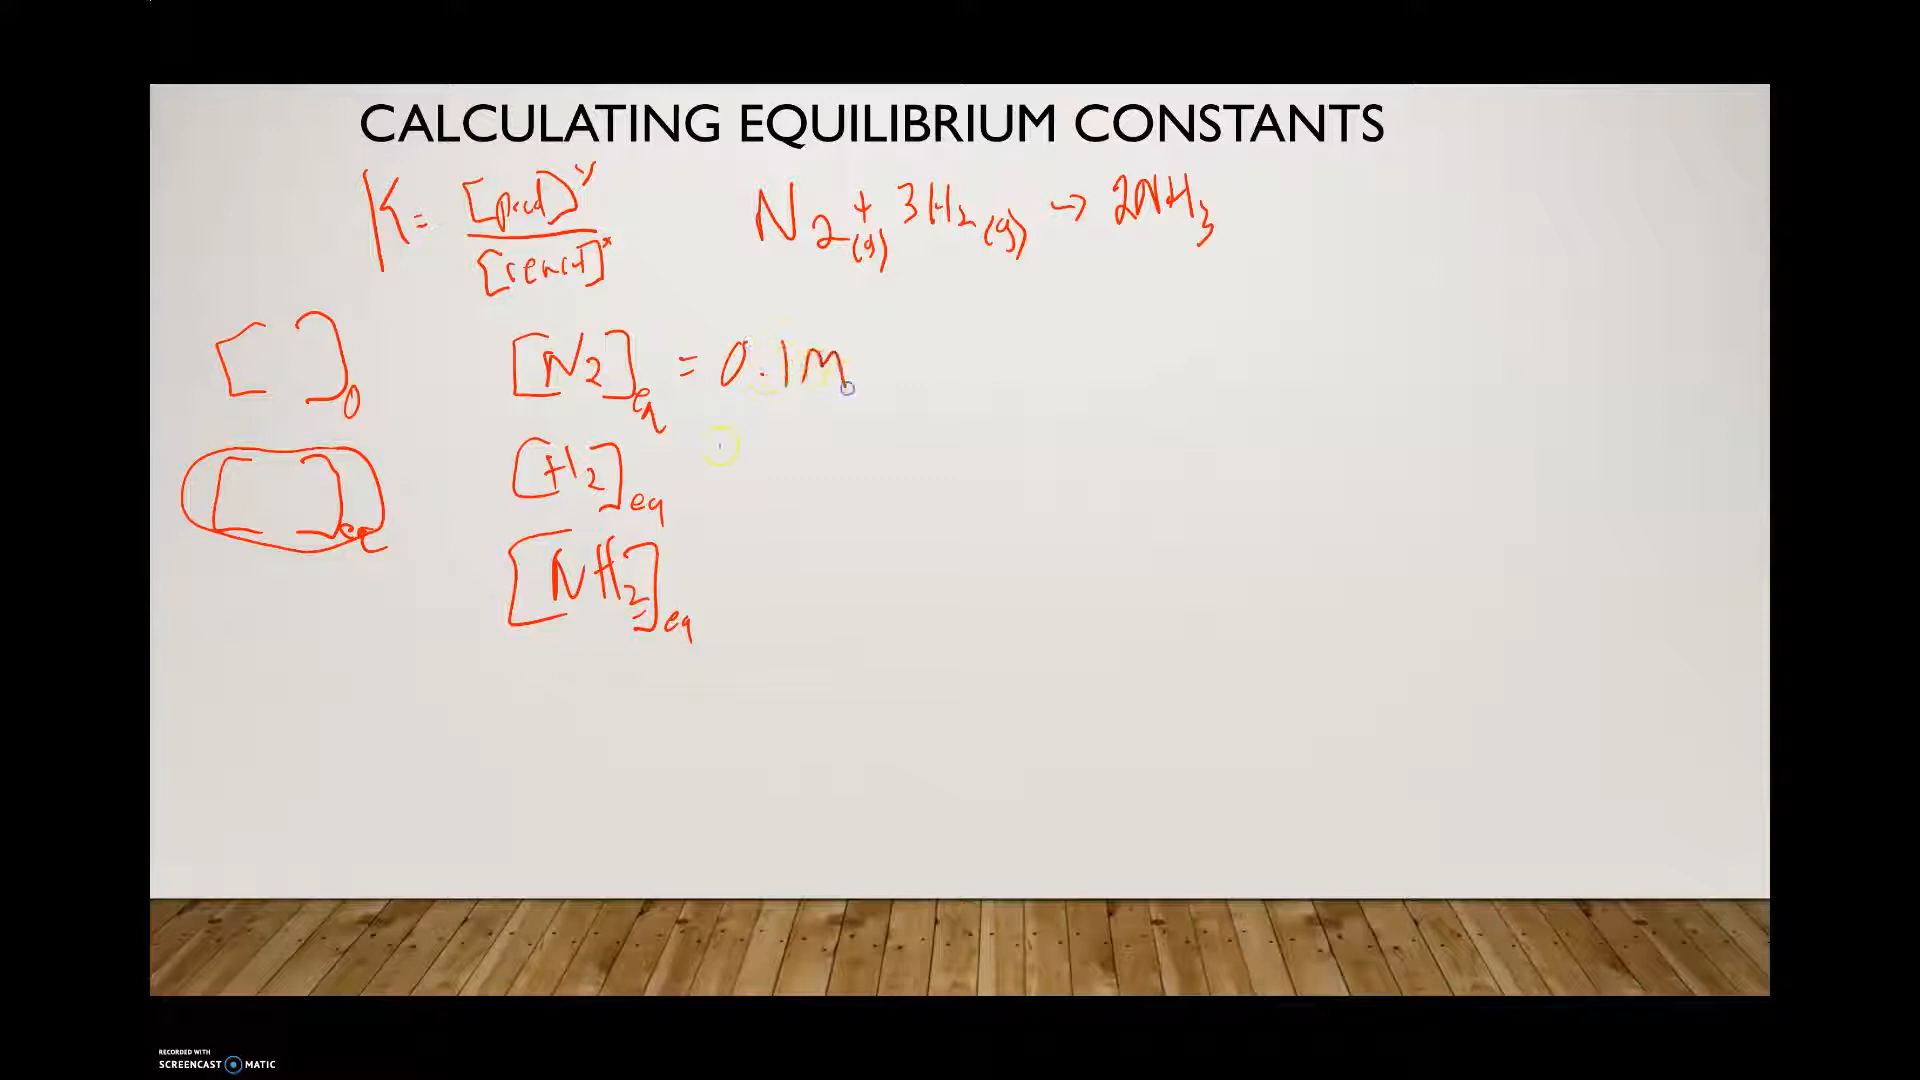 CALCULATING EQUILIBRIUM CONSTANTS
K = [prod]^y / [react]^x
N2(g) + 3H2(g) → 2NH3
[ ]0
[N2]eq = 0.1M
[ ]eq
[H2]eq
[NH2]eq
RECORDED WITH
SCREENCAST MATIC